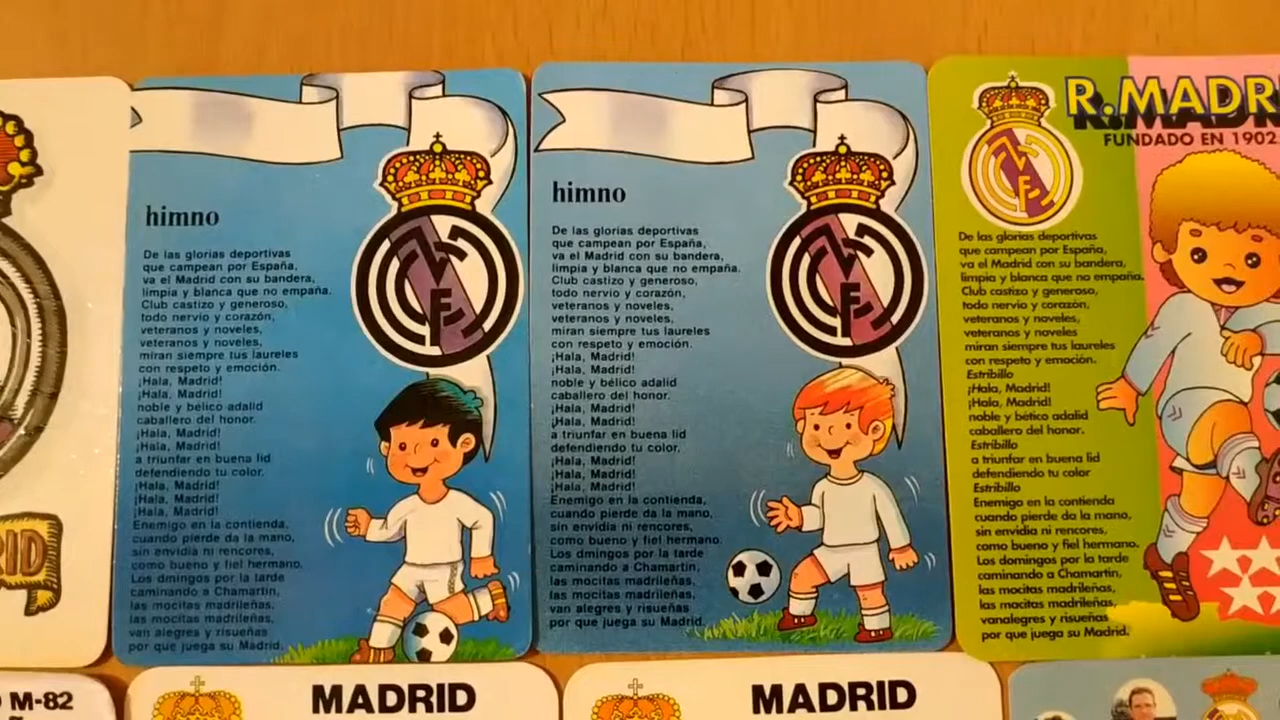 himno
De las glorias deportivas
que campean por España,
va el Madrid con su bandera,
limpia y blanca que no empaña.
Club castizo y generoso,
todo nervio y corazón,
veteranos y noveles,
veteranos y noveles,
miran siempre tus laureles
con respeto y emoción.
¡Hala, Madrid!
¡Hala, Madrid!
noble y bélico adalid
caballero del honor.
¡Hala, Madrid!
¡Hala, Madrid!
a triunfar en buena lid
defendiendo tu color.
¡Hala, Madrid!
¡Hala, Madrid!
¡Hala, Madrid!
Enemigo en la contienda,
cuando pierde da la mano,
sin envidia ni rencores,
como bueno y fiel hermano.
Los dmingos por la tarde
caminando a Chamartín,
las mocitas madrileñas,
van alegres y risueñas
por que juega su Madrid.
himno
De las glorias deportivas
que campean por España,
va el Madrid con su bandera,
limpia y blanca que no empaña.
Club castizo y generoso,
todo nervio y corazón,
veteranos y noveles,
veteranos y noveles,
miran siempre tus laureles
con respeto y emoción.
¡Hala, Madrid!
¡Hala, Madrid!
noble y bélico adalid
caballero del honor.
¡Hala, Madrid!
¡Hala, Madrid!
a triunfar en buena lid
defendiendo tu color.
¡Hala, Madrid!
¡Hala, Madrid!
¡Hala, Madrid!
Enemigo en la contienda,
cuando pierde da la mano,
sin envidia ni rencores,
como bueno y fiel hermano.
Los dmingos por la tarde
caminando a Chamartín,
las mocitas madrileñas,
van alegres y risueñas
por que juega su Madrid.
R.MADR
FUNDADO EN 1902
De las glorias deportivas
que campean por España,
va el Madrid con su bandera,
limpia y blanca que no empaña.
Club castizo y generoso,
todo nervio y corazón,
veteranos y noveles,
veteranos y noveles
miran siempre tus laureles
con respeto y emoción.
Estribillo
¡Hala, Madrid!
¡Hala, Madrid!
noble y bético adalid
caballero del honor.
Estribillo
a triunfar en buena lid
defendiendo tu color
Estribillo
Enemigo en la contienda
cuando pierde da la mano,
sin envidia ni rencores,
como bueno y fiel hermano.
Los domingos por la tarde
caminando a Chamartín,
las mocitas madrileñas,
las mocitas madrileñas,
vanalegres y risueñas
por que juega su Madrid.
RID
M-82
MADRID
MADRID